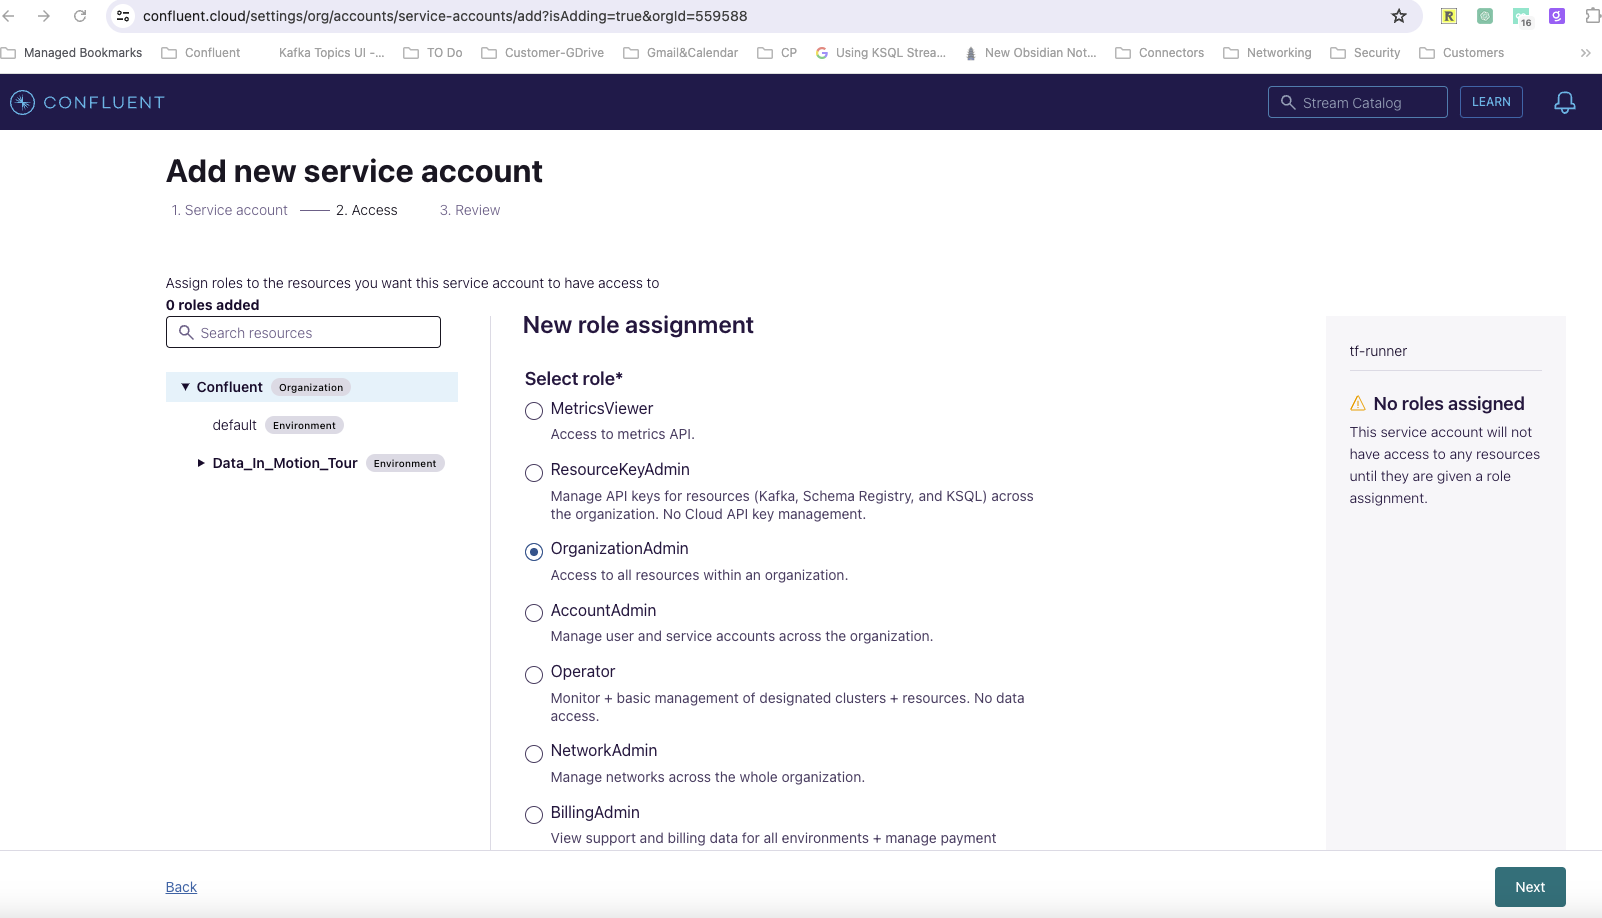 confluent.cloud/settings/org/accounts/service-accounts/add?isAdding=true&orgId=559588
R
16
Managed Bookmarks
Confluent
Kafka Topics UI -...
TO Do
Customer-GDrive
Gmail&Calendar
CP
Using KSQL Strea...
New Obsidian Not...
Connectors
Networking
Security
Customers
CONFLUENT
Stream Catalog
LEARN
Add new service account
1. Service account
2. Access
3. Review
Assign roles to the resources you want this service account to have access to
0 roles added
Search resources
Confluent Organization
default Environment
Data_In_Motion_Tour Environment
New role assignment
Select role*
MetricsViewer
Access to metrics API.
ResourceKeyAdmin
Manage API keys for resources (Kafka, Schema Registry, and KSQL) across
the organization. No Cloud API key management.
OrganizationAdmin
Access to all resources within an organization.
AccountAdmin
Manage user and service accounts across the organization.
Operator
Monitor + basic management of designated clusters + resources. No data
access.
NetworkAdmin
Manage networks across the whole organization.
BillingAdmin
View support and billing data for all environments + manage payment
tf-runner
No roles assigned
This service account will not
have access to any resources
until they are given a role
assignment.
Back
Next